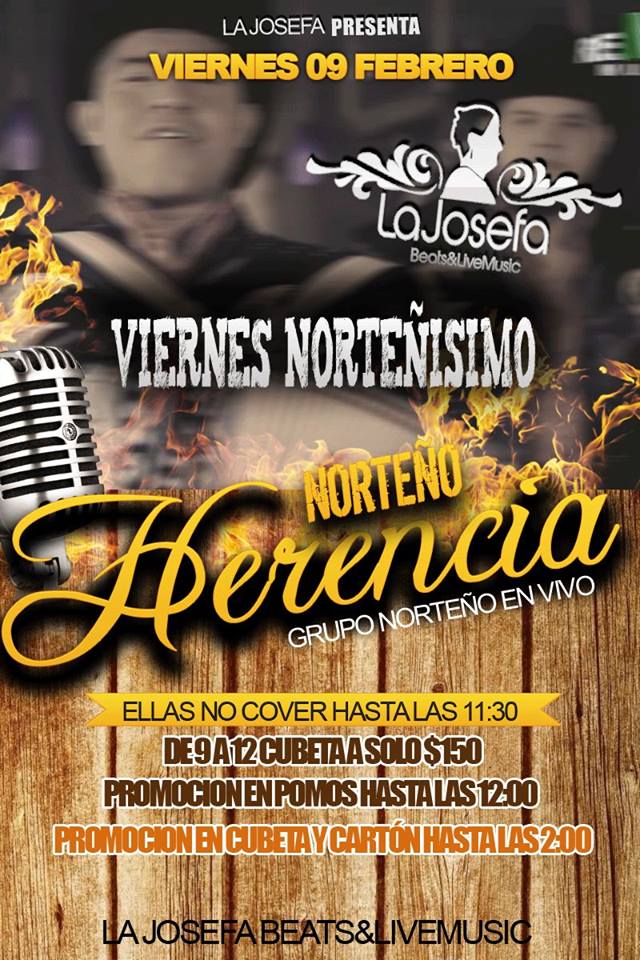 LA JOSEFA PRESENTA
VIERNES 09 FEBRERO
LaJosefa
Beats&LiveMusic
VIERNES NORTEÑISIMO
NORTEÑO
Herencia
GRUPO NORTEÑO EN VIVO
ELLAS NO COVER HASTA LAS 11:30
DE 9 A 12 CUBETA A SOLO $150
PROMOCION EN POMOS HASTA LAS 12:00
PROMOCION EN CUBETA Y CARTÓN HASTA LAS 2:00
LA JOSEFA BEATS&LIVEMUSIC